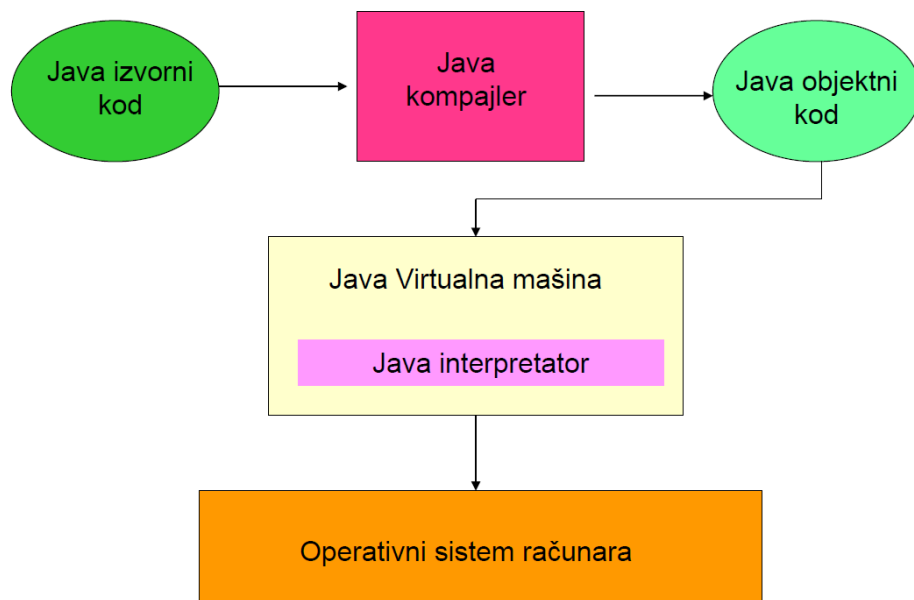 Java izvorni
kod
Java
kompajler
Java objektni
kod
Java Virtualna mašina
Java interpretator
Operativni sistem računara